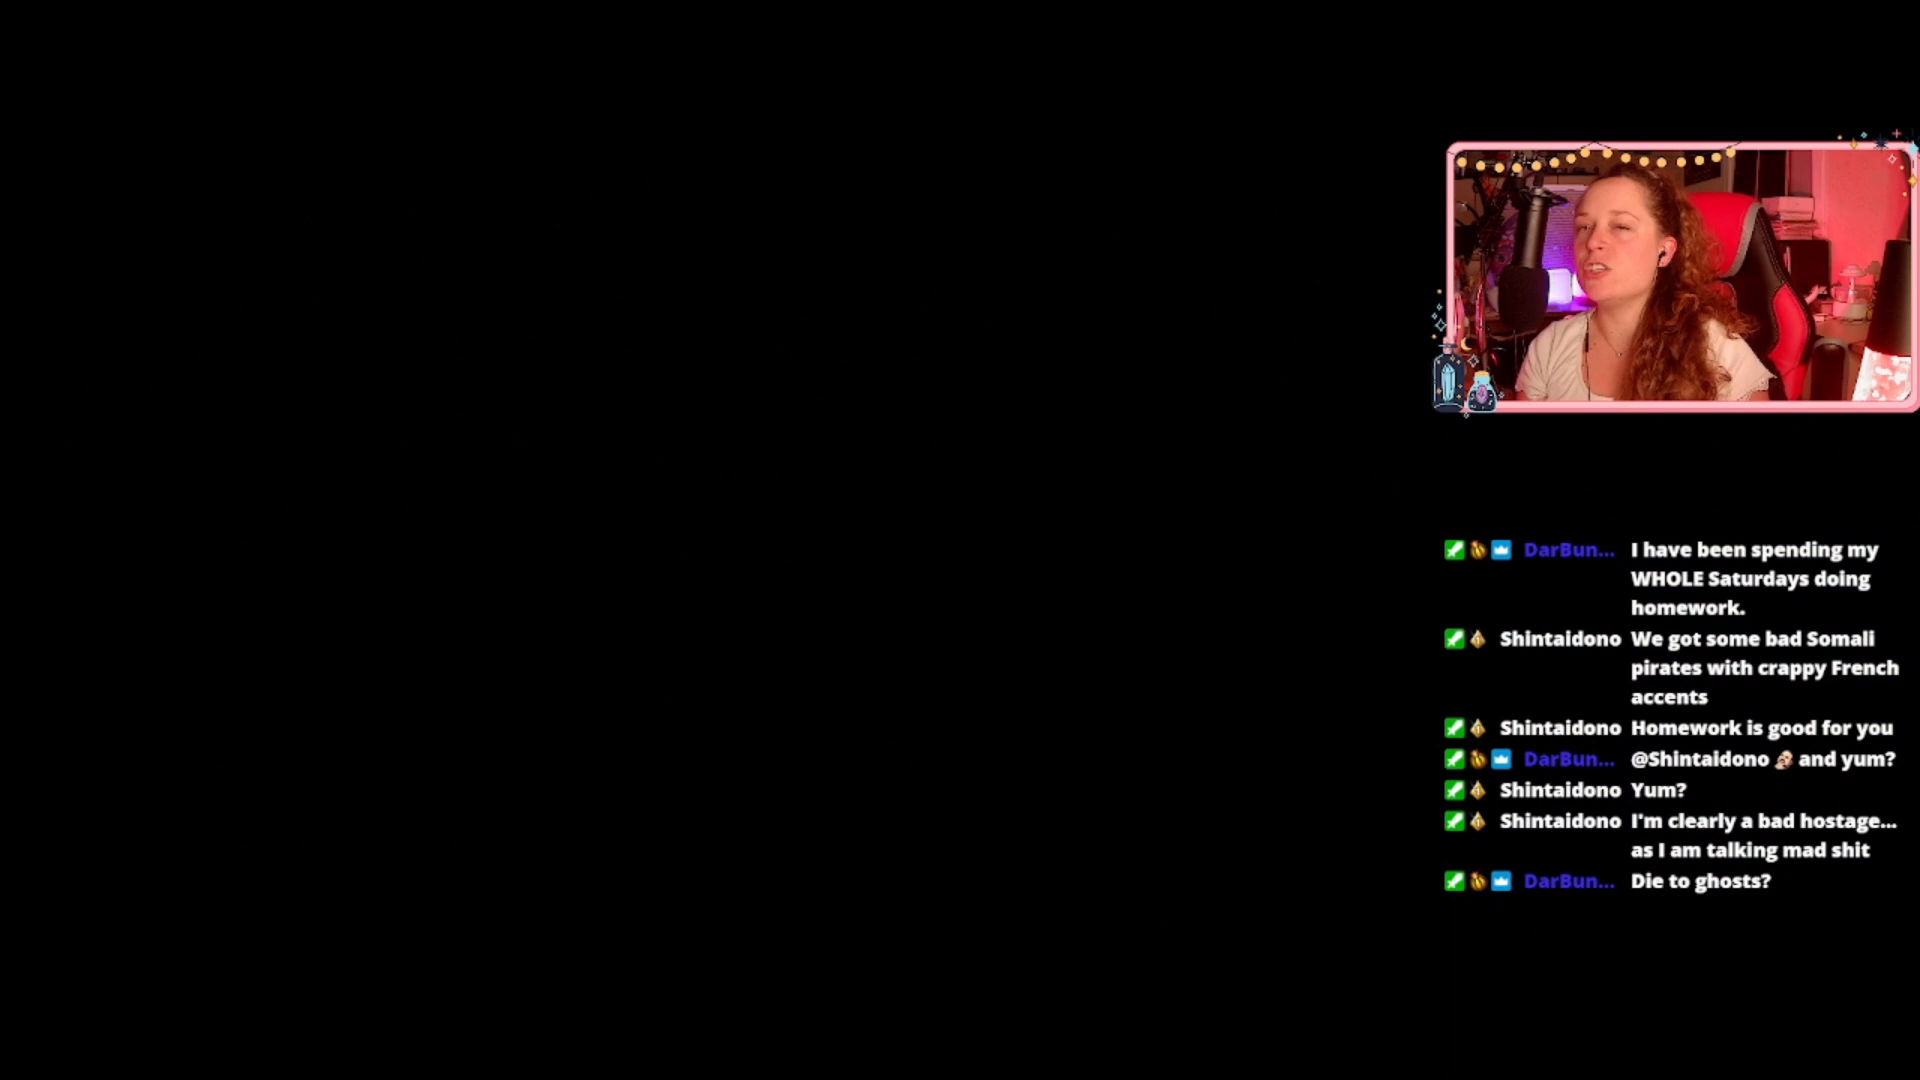 DarBun... I have been spending my
WHOLE Saturdays doing
homework.
Shintaidono We got some bad Somali
pirates with crappy French
accents
Shintaidono Homework is good for you
DarBun... @Shintaidono and yum?
Shintaidono Yum?
Shintaidono I'm clearly a bad hostage...
as I am talking mad shit
DarBun... Die to ghosts?